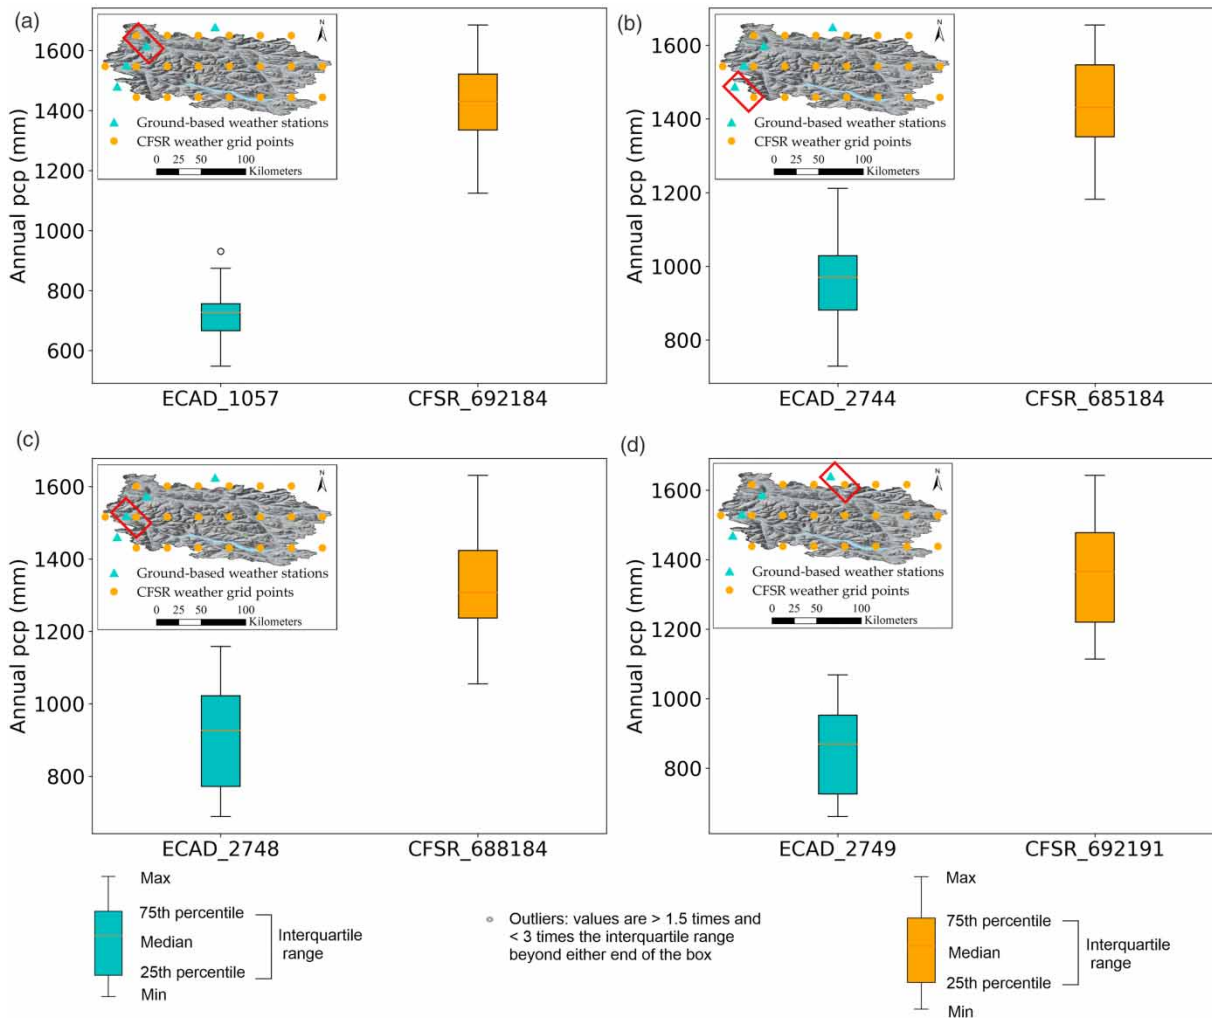 (a)
Annual pcp (mm)
1600
1400
1200
1000
800
600
N
Ground-based weather stations
CFSR weather grid points
0 25 50 100
Kilometers
ECAD_1057 CFSR_692184
(b)
Annual pcp (mm)
1600
1400
1200
1000
800
N
Ground-based weather stations
CFSR weather grid points
0 25 50 100
Kilometers
ECAD_2744 CFSR_685184
(c)
Annual pcp (mm)
1600
1400
1200
1000
800
N
Ground-based weather stations
CFSR weather grid points
0 25 50 100
Kilometers
ECAD_2748 CFSR_688184
(d)
Annual pcp (mm)
1600
1400
1200
1000
800
N
Ground-based weather stations
CFSR weather grid points
0 25 50 100
Kilometers
ECAD_2749 CFSR_692191
Max
75th percentile
Median
25th percentile
Min
Interquartile
range
Outliers: values are > 1.5 times and
< 3 times the interquartile range
beyond either end of the box
Max
75th percentile
Median
25th percentile
Min
Interquartile
range